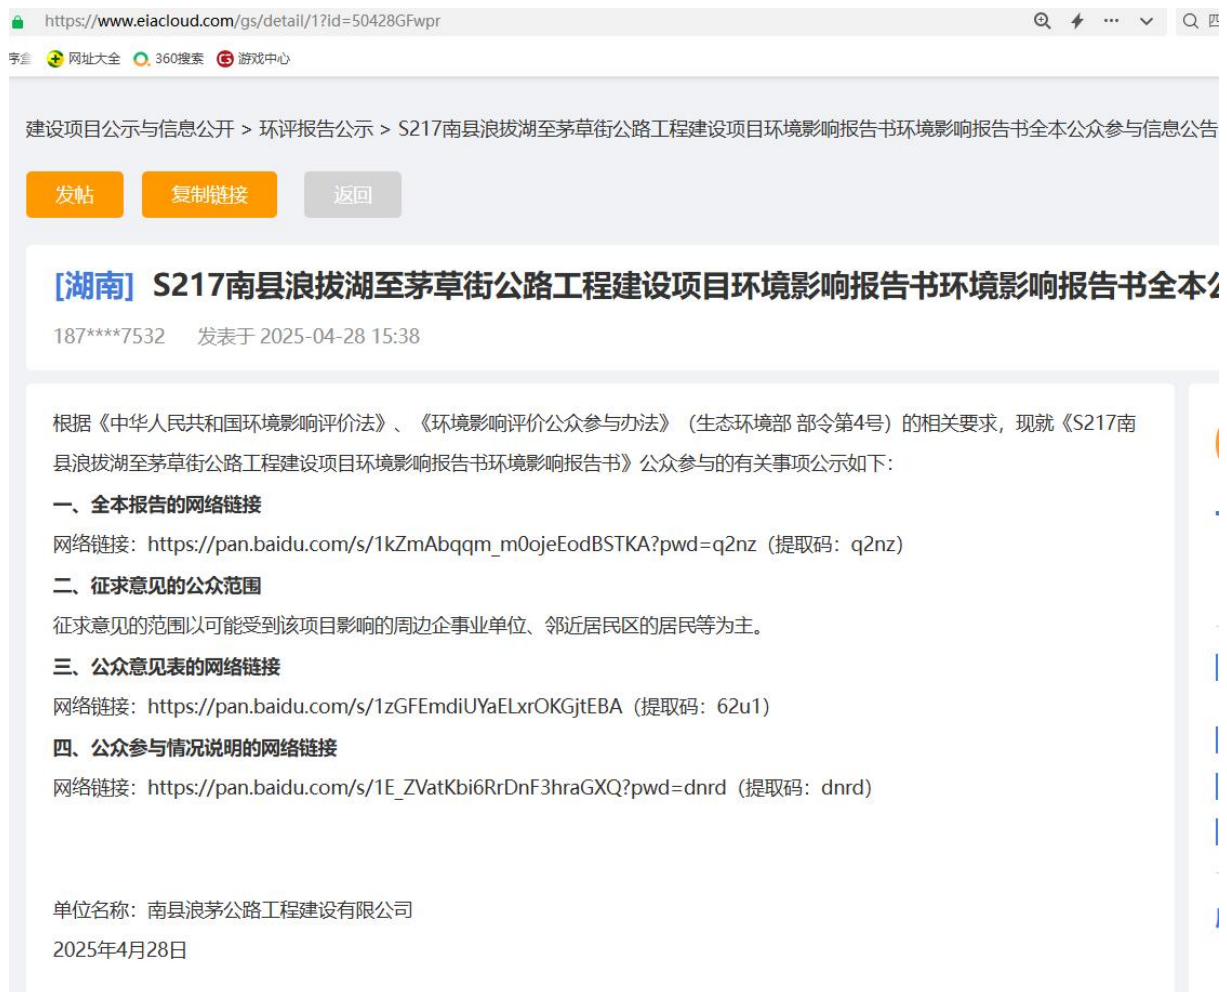 https://www.eiacloud.com/gs/detail/1?id=50428GFwpr
网址大全 360搜索 游戏中心
建设项目公示与信息公开 > 环评报告公示 > S217南县浪拔湖至茅草街公路工程建设项目环境影响报告书环境影响报告书全本公众参与信息公告
发帖 复制链接 返回
[湖南] S217南县浪拔湖至茅草街公路工程建设项目环境影响报告书环境影响报告书全本
187****7532 发表于 2025-04-28 15:38
根据《中华人民共和国环境影响评价法》、《环境影响评价公众参与办法》（生态环境部 部令第4号）的相关要求，现就《S217南
县浪拔湖至茅草街公路工程建设项目环境影响报告书环境影响报告书》公众参与的有关事项公示如下：
一、全本报告的网络链接
网络链接：https://pan.baidu.com/s/1kZmAbqqm_m0ojeEodBSTKA?pwd=q2nz（提取码：q2nz）
二、征求意见的公众范围
征求意见的范围以可能受到该项目影响的周边企事业单位、邻近居民区的居民等为主。
三、公众意见表的网络链接
网络链接：https://pan.baidu.com/s/1zGFEmdiUYaELxrOKGjtEBA（提取码：62u1）
四、公众参与情况说明的网络链接
网络链接：https://pan.baidu.com/s/1E_ZVatKbi6RrDnF3hraGXQ?pwd=dnrd（提取码：dnrd）
单位名称：南县浪茅公路工程建设有限公司
2025年4月28日